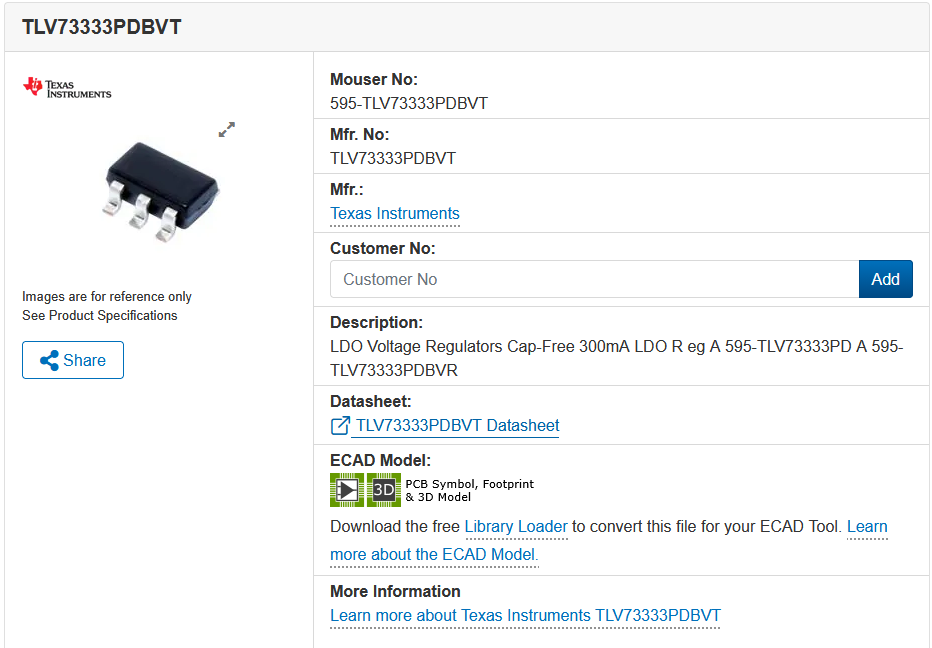 TLV73333PDBVT
TEXAS
INSTRUMENTS
Images are for reference only
See Product Specifications
Share
Mouser No:
595-TLV73333PDBVT
Mfr. No:
TLV73333PDBVT
Mfr.:
Texas Instruments
Customer No:
Customer No
Add
Description:
LDO Voltage Regulators Cap-Free 300mA LDO R eg A 595-TLV73333PD A 595-
TLV73333PDBVR
Datasheet:
TLV73333PDBVT Datasheet
ECAD Model:
3D
PCB Symbol, Footprint
& 3D Model
Download the free Library Loader to convert this file for your ECAD Tool. Learn
more about the ECAD Model.
More Information
Learn more about Texas Instruments TLV73333PDBVT